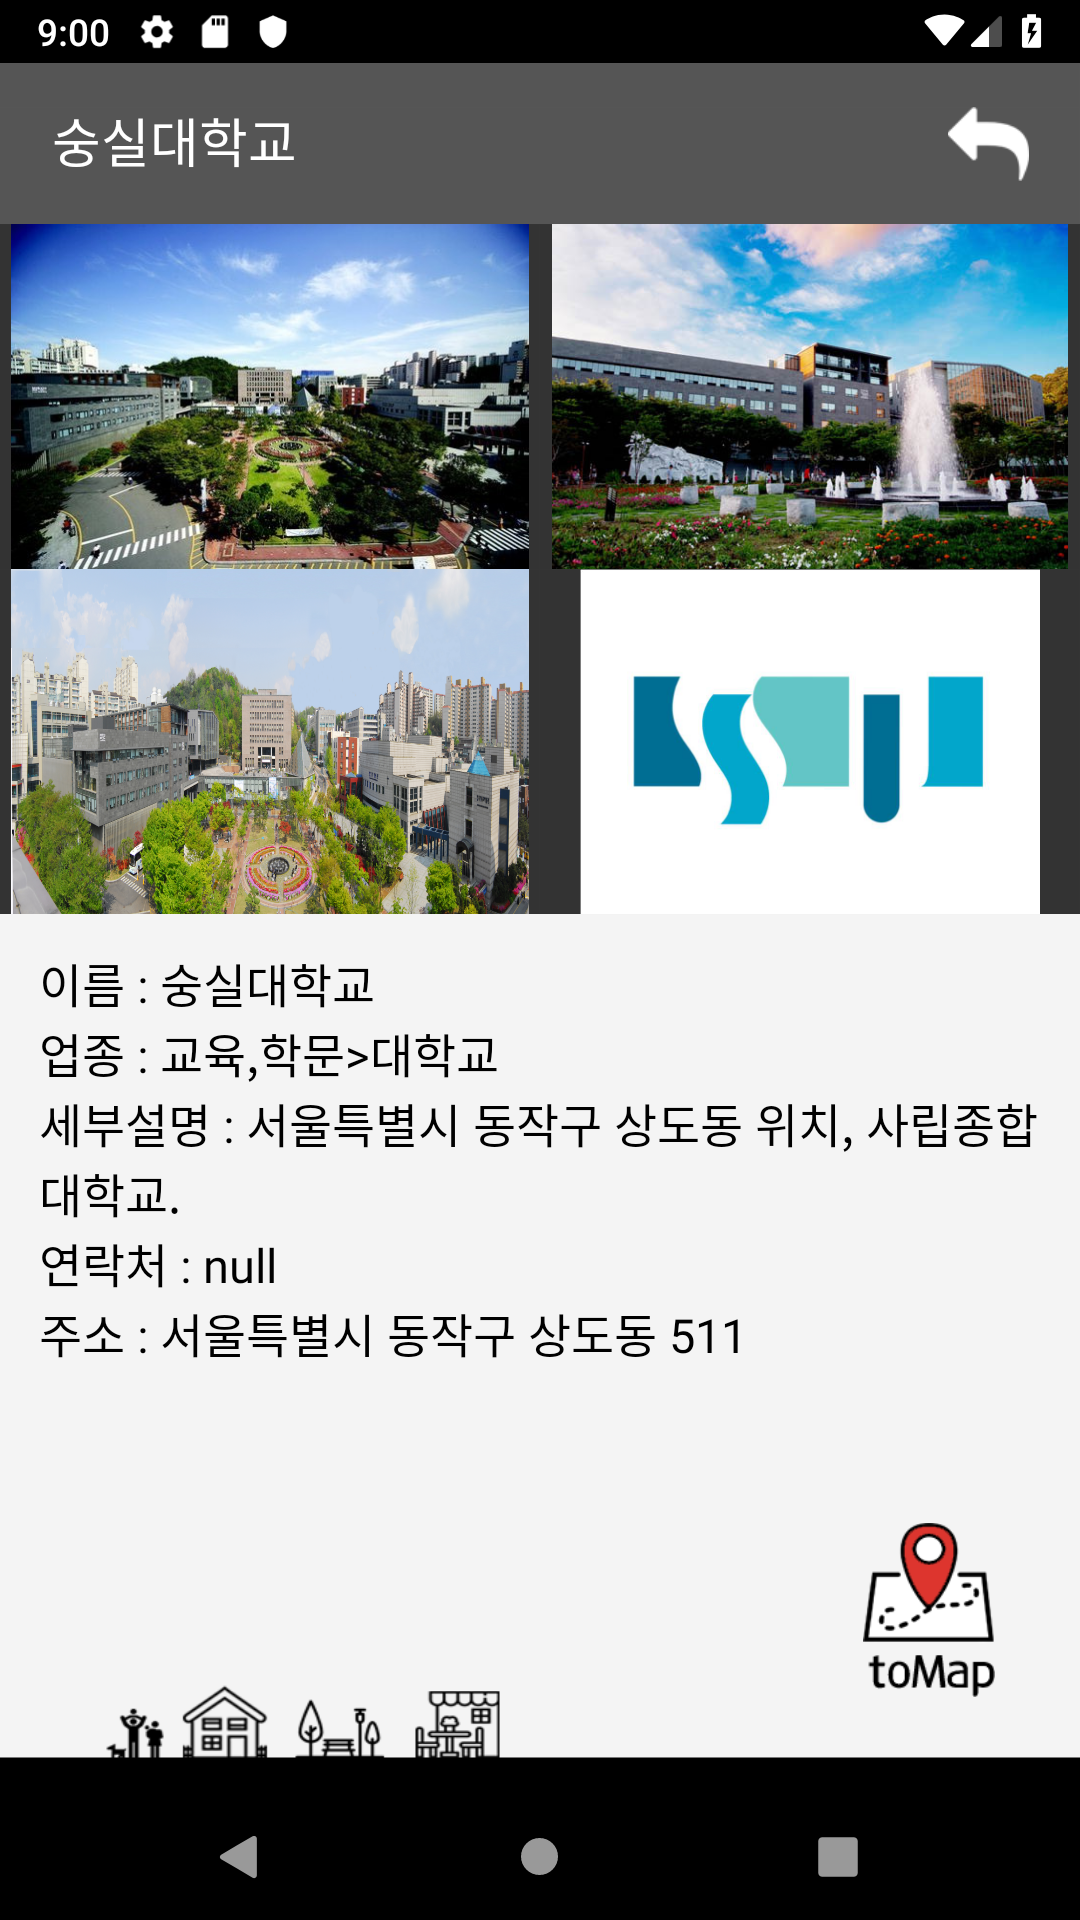 9:00
숭실대학교
이름 : 숭실대학교
업종 : 교육,학문>대학교
세부설명 : 서울특별시 동작구 상도동 위치, 사립종합
대학교.
연락처 : null
주소 : 서울특별시 동작구 상도동 511
toMap